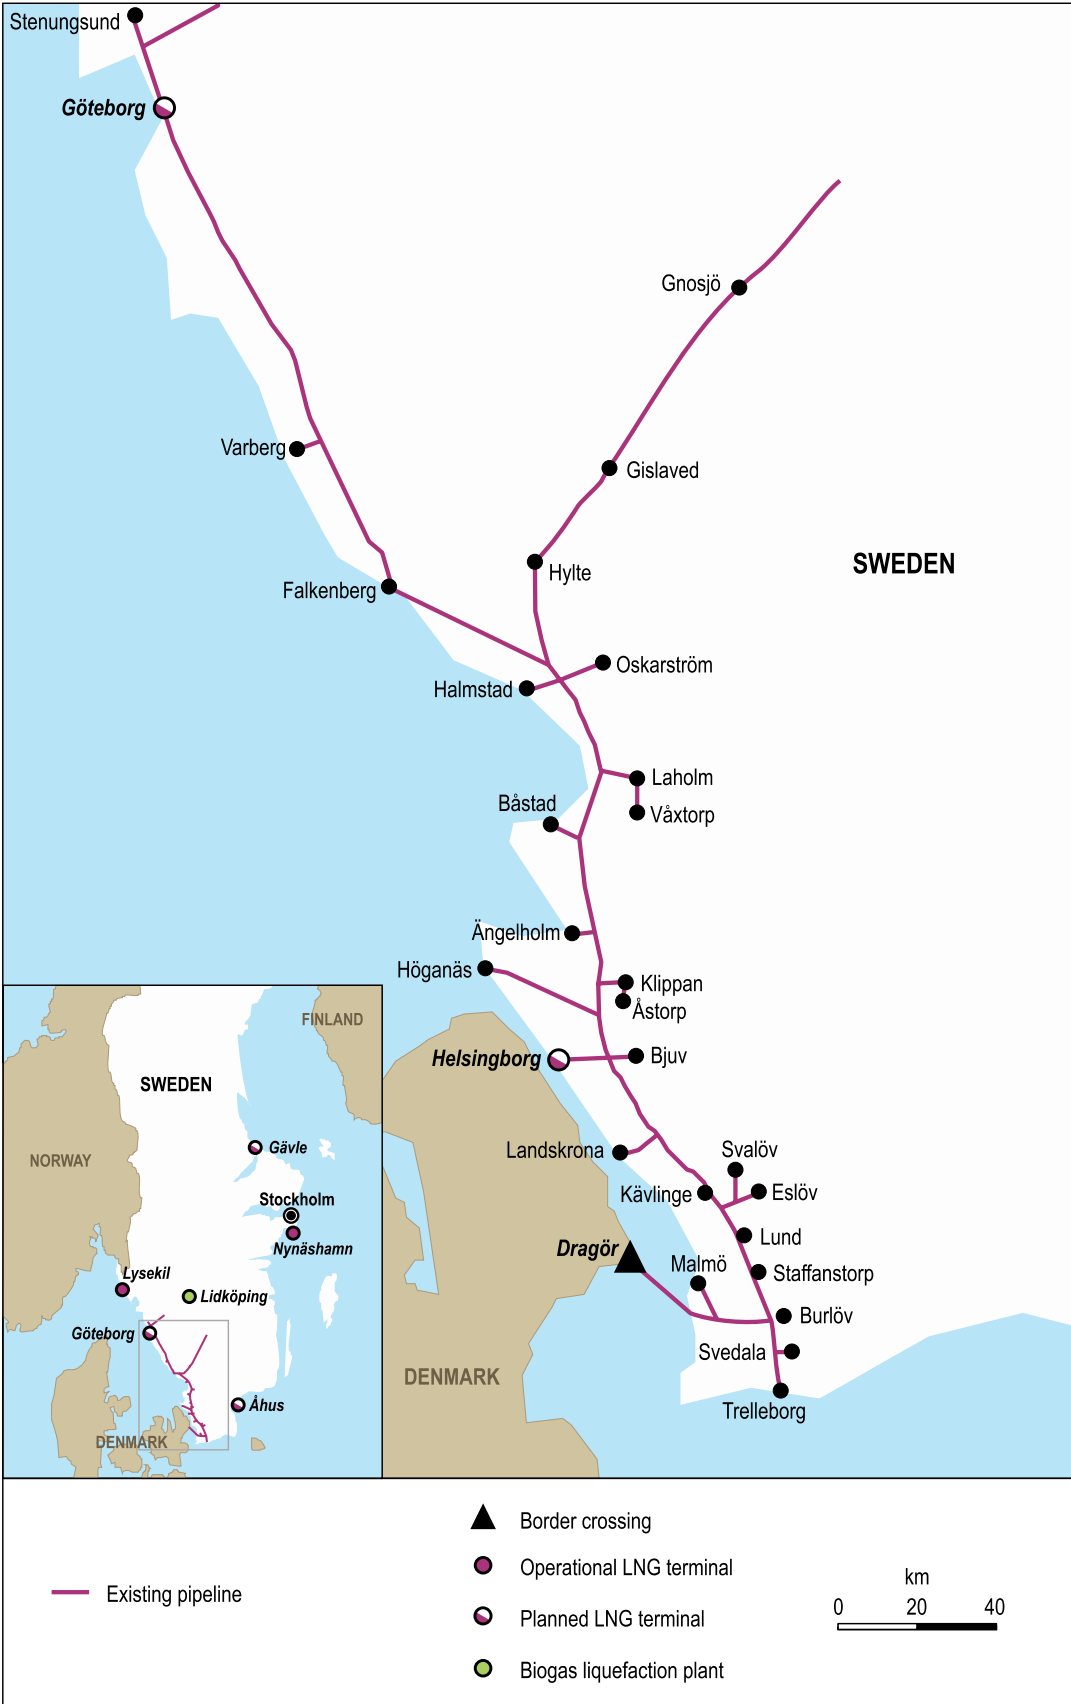 Stenungsund
Göteborg
Gnosjö
Varberg
Gislaved
SWEDEN
Hylte
Falkenberg
Oskarström
Halmstad
Laholm
Båstad
Våxtorp
Ängelholm
Höganäs
Klippan
Åstorp
Helsingborg
Bjuv
Landskrona
Svalöv
Kävlinge
Eslöv
Lund
Dragör
Malmö
Staffanstorp
Burlöv
Svedala
DENMARK
Trelleborg
FINLAND
SWEDEN
NORWAY
Gävle
Stockholm
Nynäshamn
Lysekil
Lidköping
Göteborg
Åhus
DENMARK
Border crossing
Operational LNG terminal
Existing pipeline
Planned LNG terminal
Biogas liquefaction plant
km
0 20 40